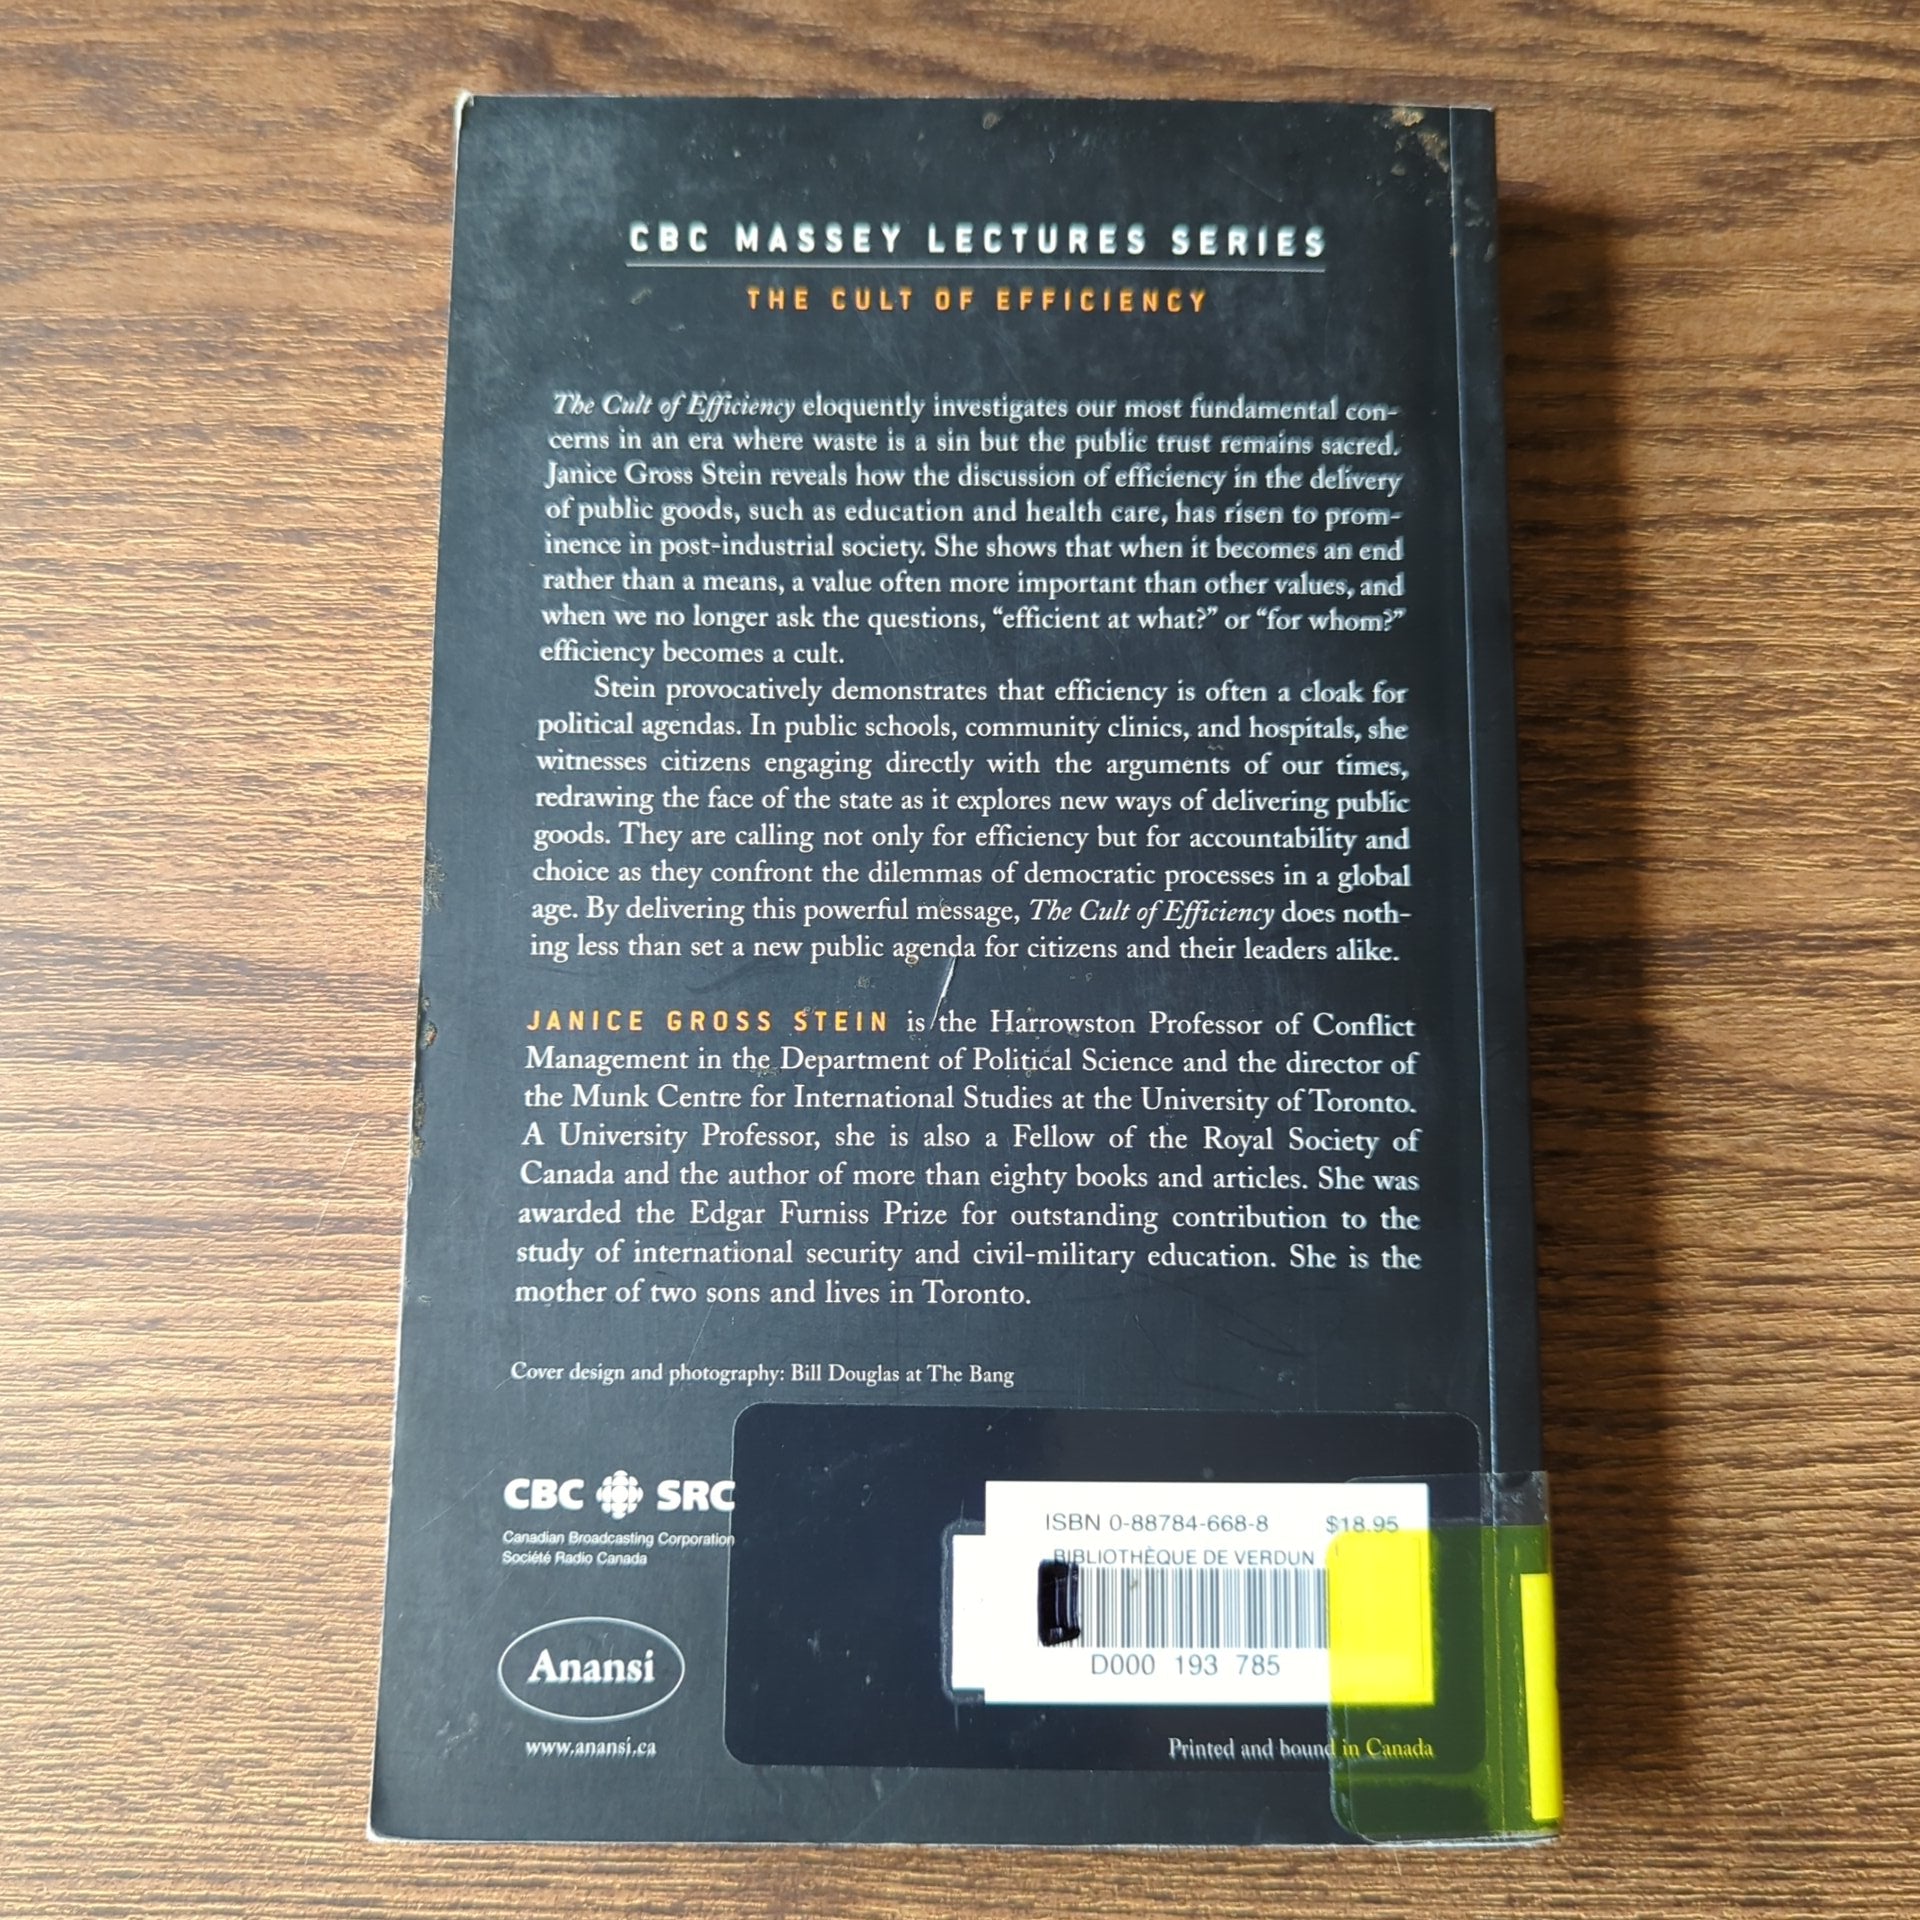 CBC MASSEY LECTURES SERIES
THE CULT OF EFFICIENCY
The Cult of Efficiency eloquently investigates our most fundamental con-
cerns in an era where waste is a sin but the public trust remains sacred.
Janice Gross Stein reveals how the discussion of efficiency in the delivery
of public goods, such as education and health care, has risen to prom-
inence in post-industrial society. She shows that when it becomes an end
rather than a means, a value often more important than other values, and
when we no longer ask the questions, “efficient at what?” or “for whom?”
efficiency becomes a cult.
Stein provocatively demonstrates that efficiency is often a cloak for
political agendas. In public schools, community clinics, and hospitals, she
witnesses citizens engaging directly with the arguments of our times,
redrawing the face of the state as it explores new ways of delivering public
goods. They are calling not only for efficiency but for accountability and
choice as they confront the dilemmas of democratic processes in a global
age. By delivering this powerful message, The Cult of Efficiency does noth-
ing less than set a new public agenda for citizens and their leaders alike.
JANICE GROSS STEIN is the Harrowston Professor of Conflict
Management in the Department of Political Science and the director of
the Munk Centre for International Studies at the University of Toronto.
A University Professor, she is also a Fellow of the Royal Society of
Canada and the author of more than eighty books and articles. She was
awarded the Edgar Furniss Prize for outstanding contribution to the
study of international security and civil-military education. She is the
mother of two sons and lives in Toronto.
Cover design and photography: Bill Douglas at The Bang
CBC SRC
Canadian Broadcasting Corporation
Société Radio Canada
Anansi
www.anansi.ca
ISBN 0-88784-668-8 $18.95
BIBLIOTHÈQUE DE VERDUN
D000 193 785
Printed and bound in Canada